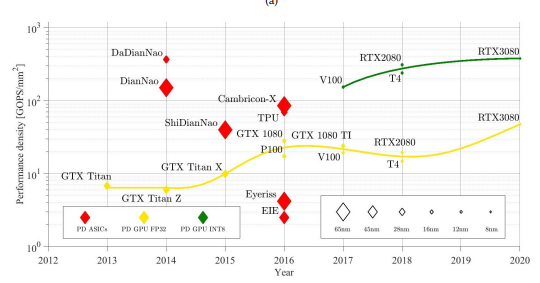 (a)
10^3
DaDianNao
RTX2080
RTX3080
DianNao
V100
T4
10^2
Cambricon-X
TPU
ShiDianNao
GTX 1080
GTX 1080 TI
RTX3080
P100
RTX2080
V100
T4
GTX Titan X
GTX Titan
10^1
GTX Titan Z
Eyeriss
EIE
PD ASICs
PD GPU FP32
PD GPU INT8
65nm
45nm
28nm
16nm
12nm
8nm
10^0
2012
2013
2014
2015
2016
2017
2018
2019
2020
Year
Performance density [GOPS/mm^2]